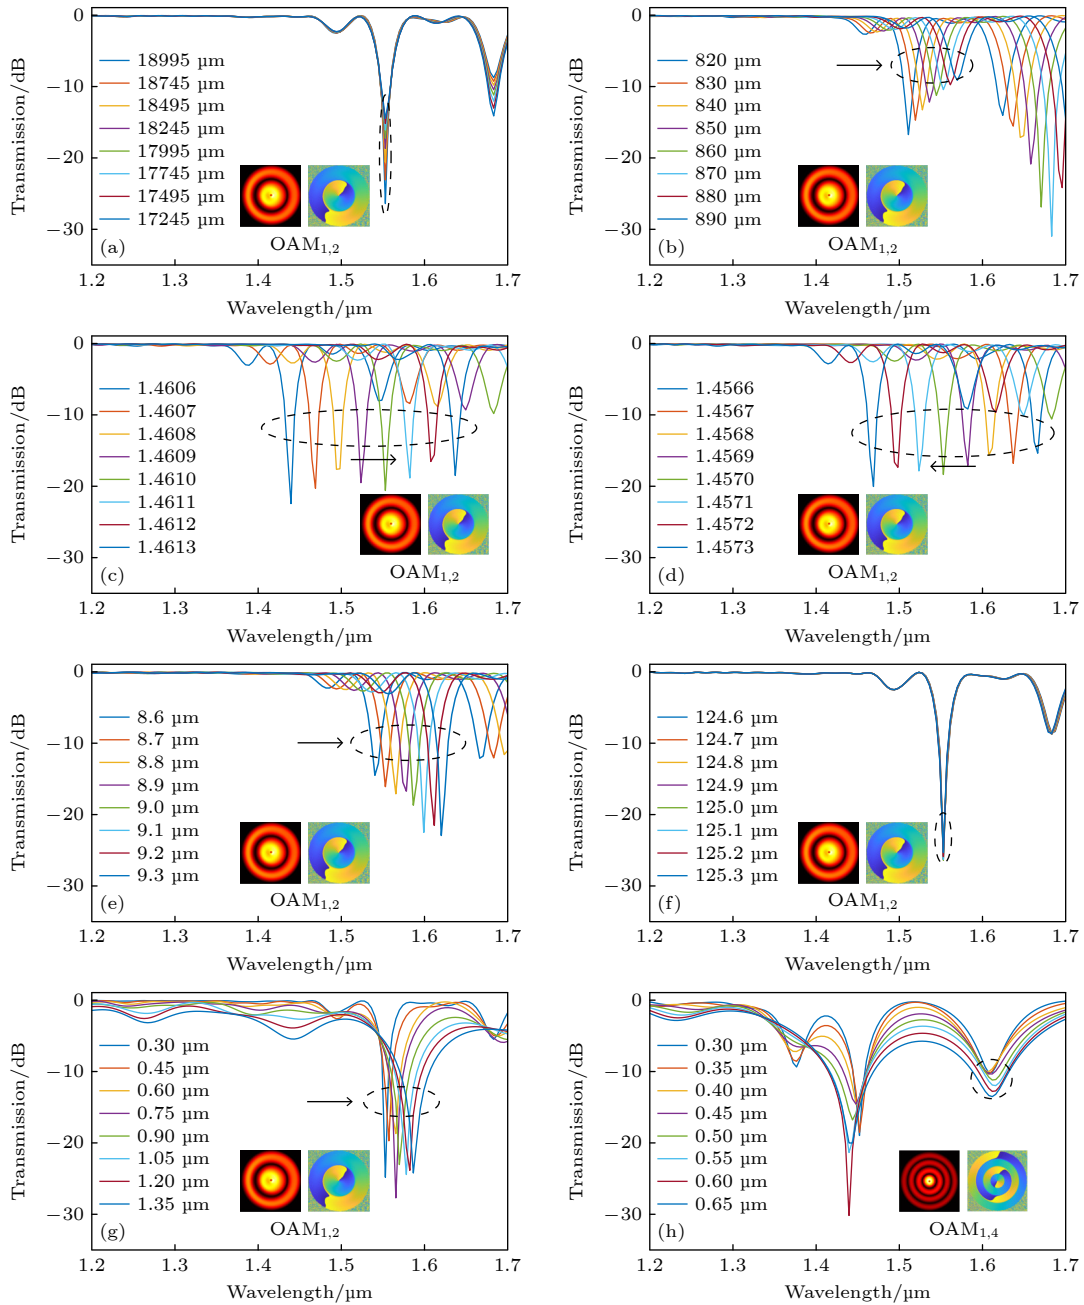 Transmission/dB
0
−10
−20
−30
18995 µm
18745 µm
18495 µm
18245 µm
17995 µm
17745 µm
17495 µm
17245 µm
(a)
OAM1,2
1.2 1.3 1.4 1.5 1.6 1.7
Wavelength/µm
Transmission/dB
0
−10
−20
−30
820 µm
830 µm
840 µm
850 µm
860 µm
870 µm
880 µm
890 µm
(b)
OAM1,2
1.2 1.3 1.4 1.5 1.6 1.7
Wavelength/µm
Transmission/dB
0
−10
−20
−30
1.4606
1.4607
1.4608
1.4609
1.4610
1.4611
1.4612
1.4613
(c)
OAM1,2
1.2 1.3 1.4 1.5 1.6 1.7
Wavelength/µm
Transmission/dB
0
−10
−20
−30
1.4566
1.4567
1.4568
1.4569
1.4570
1.4571
1.4572
1.4573
(d)
OAM1,2
1.2 1.3 1.4 1.5 1.6 1.7
Wavelength/µm
Transmission/dB
0
−10
−20
−30
8.6 µm
8.7 µm
8.8 µm
8.9 µm
9.0 µm
9.1 µm
9.2 µm
9.3 µm
(e)
OAM1,2
1.2 1.3 1.4 1.5 1.6 1.7
Wavelength/µm
Transmission/dB
0
−10
−20
−30
124.6 µm
124.7 µm
124.8 µm
124.9 µm
125.0 µm
125.1 µm
125.2 µm
125.3 µm
(f)
OAM1,2
1.2 1.3 1.4 1.5 1.6 1.7
Wavelength/µm
Transmission/dB
0
−10
−20
−30
0.30 µm
0.45 µm
0.60 µm
0.75 µm
0.90 µm
1.05 µm
1.20 µm
1.35 µm
(g)
OAM1,2
1.2 1.3 1.4 1.5 1.6 1.7
Wavelength/µm
Transmission/dB
0
−10
−20
−30
0.30 µm
0.35 µm
0.40 µm
0.45 µm
0.50 µm
0.55 µm
0.60 µm
0.65 µm
(h)
OAM1,4
1.2 1.3 1.4 1.5 1.6 1.7
Wavelength/µm